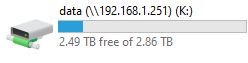 data (\\192.168.1.251) (K:)
2.49 TB free of 2.86 TB